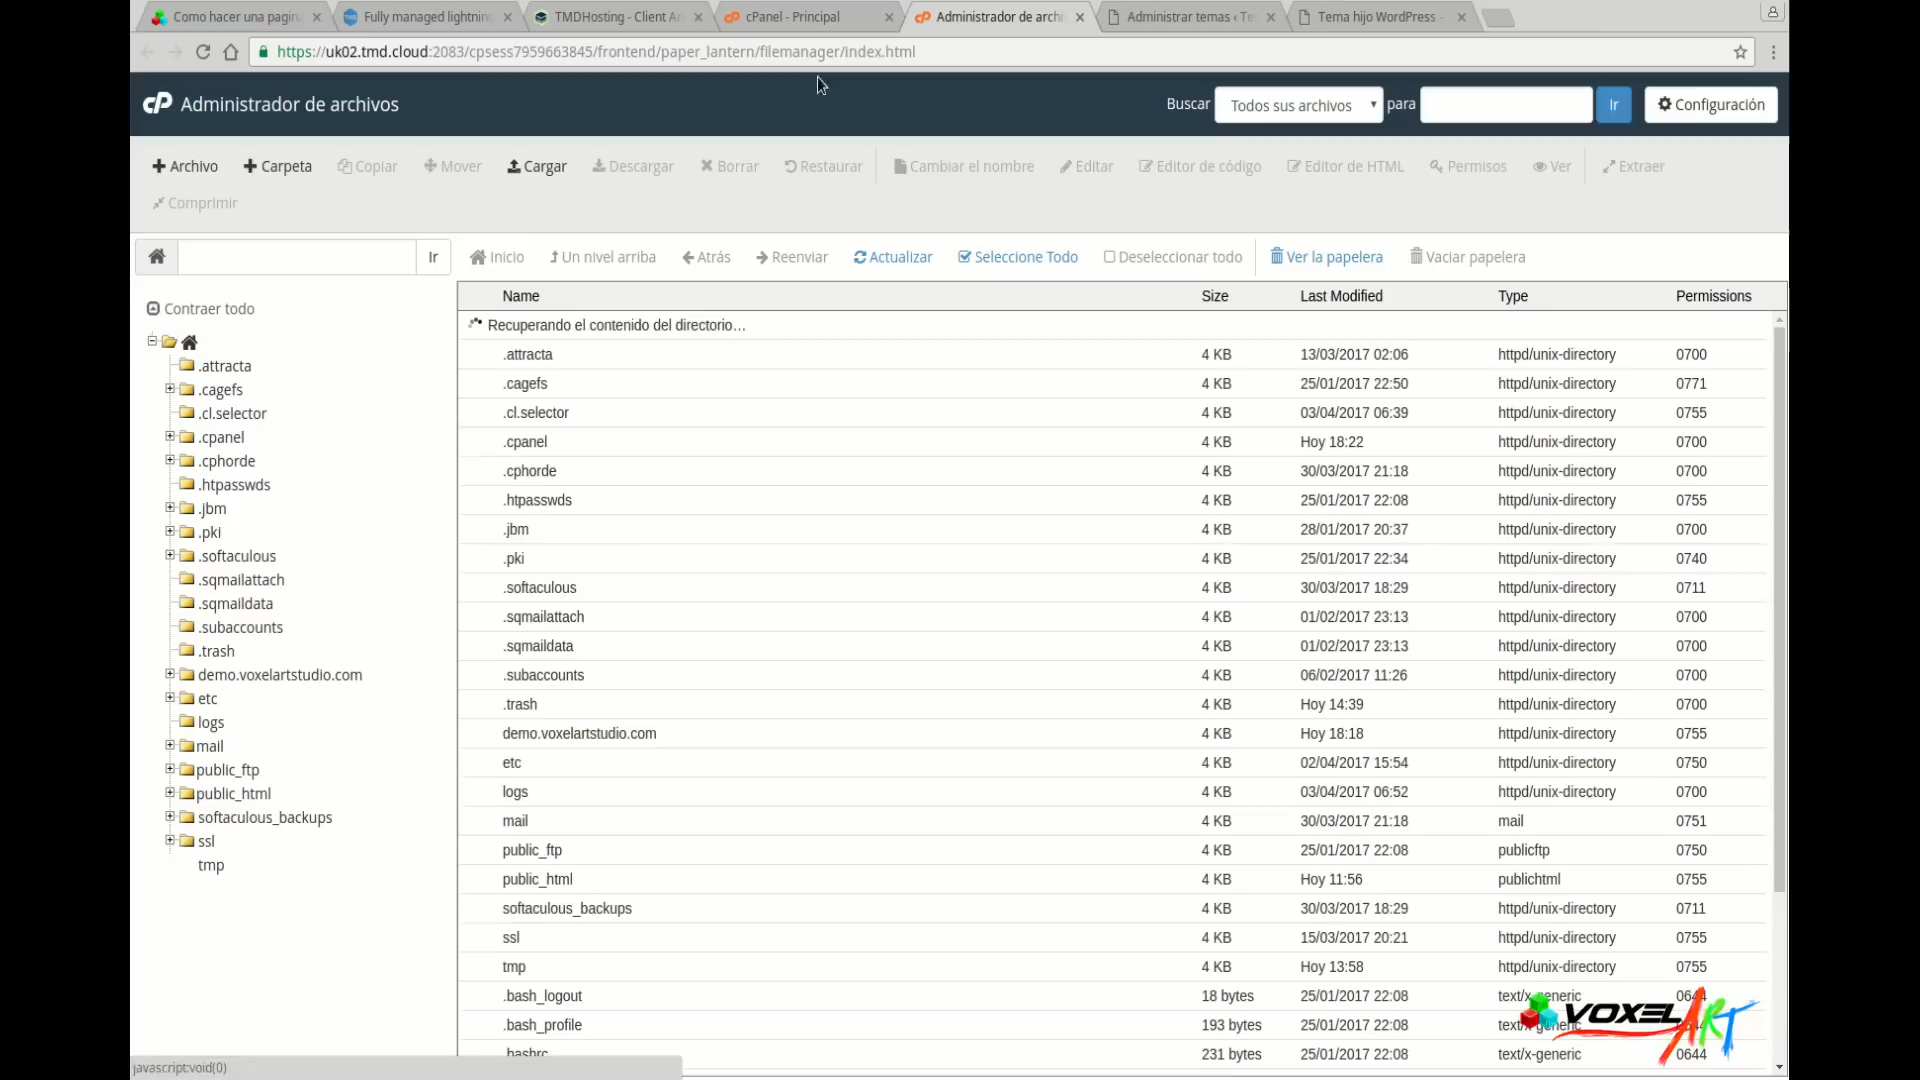 Como hacer una pagina
Fully managed lightning
TMDHosting - Client Ar
cPanel - Principal
Administrador de archi
Administrar temas ‹ Te
Tema hijo WordPress -
https://uk02.tmd.cloud:2083/cpsess7959663845/frontend/paper_lantern/filemanager/index.html
cP Administrador de archivos
Buscar Todos sus archivos para Ir Configuración
Archivo Carpeta Copiar Mover Cargar Descargar Borrar Restaurar Cambiar el nombre Editar Editor de código Editor de HTML Permisos Ver Extraer
Comprimir
Ir Inicio Un nivel arriba Atrás Reenviar Actualizar Seleccione Todo Deseleccionar todo Ver la papelera Vaciar papelera
Contraer todo
.attracta
.cagefs
.cl.selector
.cpanel
.cphorde
.htpasswds
.jbm
.pki
.softaculous
.sqmailattach
.sqmaildata
.subaccounts
.trash
demo.voxelartstudio.com
etc
logs
mail
public_ftp
public_html
softaculous_backups
ssl
tmp
Name Size Last Modified Type Permissions
Recuperando el contenido del directorio…
.attracta 4 KB 13/03/2017 02:06 httpd/unix-directory 0700
.cagefs 4 KB 25/01/2017 22:50 httpd/unix-directory 0771
.cl.selector 4 KB 03/04/2017 06:39 httpd/unix-directory 0755
.cpanel 4 KB Hoy 18:22 httpd/unix-directory 0700
.cphorde 4 KB 30/03/2017 21:18 httpd/unix-directory 0700
.htpasswds 4 KB 25/01/2017 22:08 httpd/unix-directory 0755
.jbm 4 KB 28/01/2017 20:37 httpd/unix-directory 0700
.pki 4 KB 25/01/2017 22:34 httpd/unix-directory 0740
.softaculous 4 KB 30/03/2017 18:29 httpd/unix-directory 0711
.sqmailattach 4 KB 01/02/2017 23:13 httpd/unix-directory 0700
.sqmaildata 4 KB 01/02/2017 23:13 httpd/unix-directory 0700
.subaccounts 4 KB 06/02/2017 11:26 httpd/unix-directory 0700
.trash 4 KB Hoy 14:39 httpd/unix-directory 0700
demo.voxelartstudio.com 4 KB Hoy 18:18 httpd/unix-directory 0755
etc 4 KB 02/04/2017 15:54 httpd/unix-directory 0750
logs 4 KB 03/04/2017 06:52 httpd/unix-directory 0700
mail 4 KB 30/03/2017 21:18 mail 0751
public_ftp 4 KB 25/01/2017 22:08 publicftp 0750
public_html 4 KB Hoy 11:56 publichtml 0755
softaculous_backups 4 KB 30/03/2017 18:29 httpd/unix-directory 0711
ssl 4 KB 15/03/2017 20:21 httpd/unix-directory 0755
tmp 4 KB Hoy 13:58 httpd/unix-directory 0755
.bash_logout 18 bytes 25/01/2017 22:08 text/x-generic 0644
.bash_profile 193 bytes 25/01/2017 22:08 text/x-generic
.bashrc 231 bytes 25/01/2017 22:08 text/x-generic 0644
VOXEL ART
javascript:void(0)